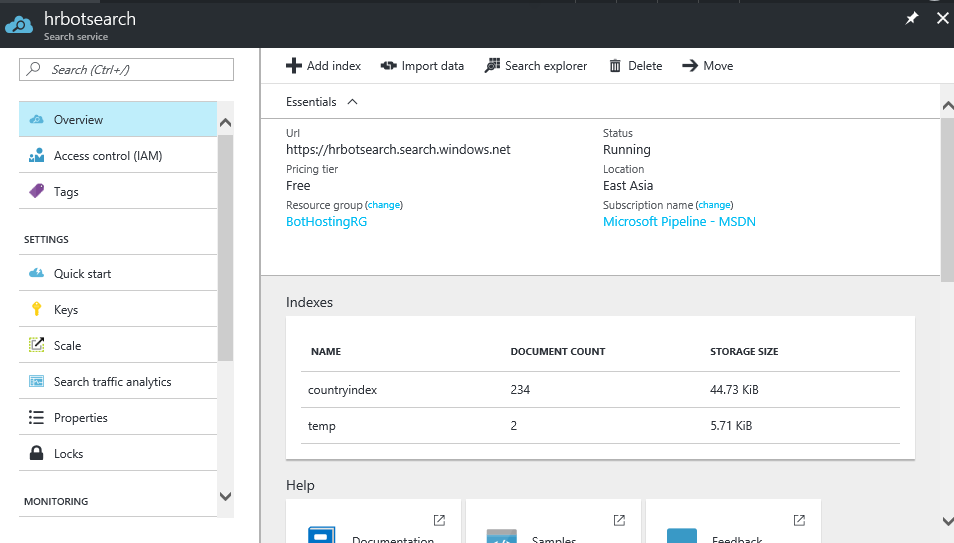 hrbotsearch
Search service
Search (Ctrl+/)
Overview
Access control (IAM)
Tags
SETTINGS
Quick start
Keys
Scale
Search traffic analytics
Properties
Locks
MONITORING
Add index Import data Search explorer Delete Move
Essentials
Url Status
https://hrbotsearch.search.windows.net Running
Pricing tier Location
Free East Asia
Resource group (change) Subscription name (change)
BotHostingRG Microsoft Pipeline - MSDN
Indexes
NAME DOCUMENT COUNT STORAGE SIZE
countryindex 234 44.73 KiB
temp 2 5.71 KiB
Help
Documentation Samples Feedback